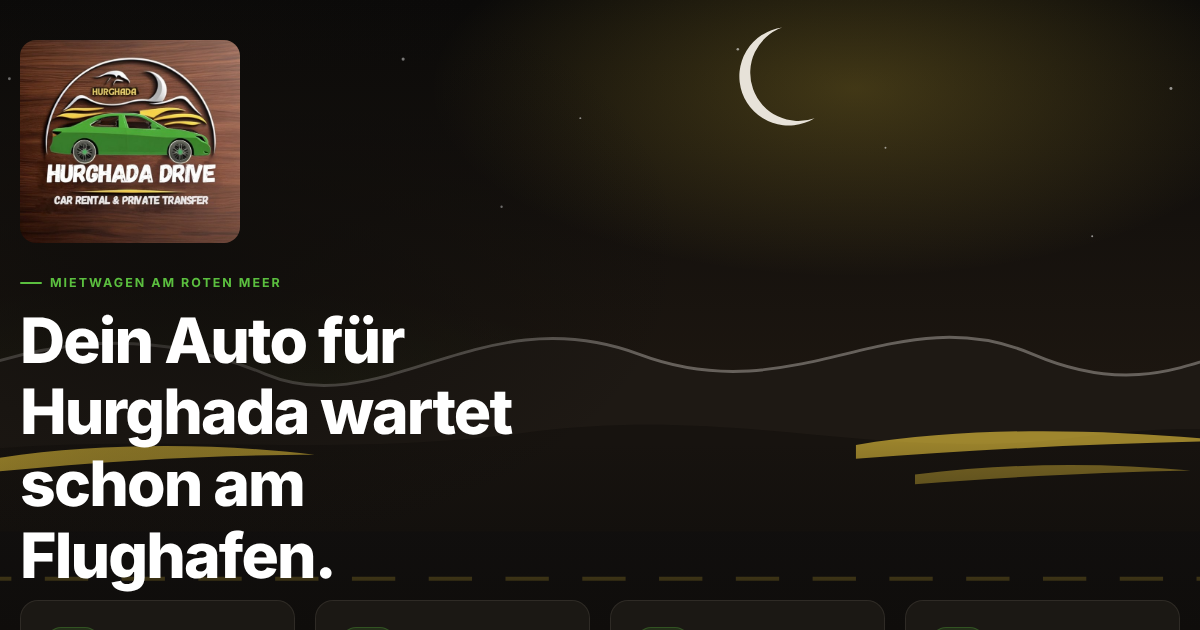 HURGHADA
HURGHADA DRIVE
CAR RENTAL & PRIVATE TRANSFER
MIETWAGEN AM ROTEN MEER
Dein Auto für
Hurghada wartet
schon am
Flughafen.